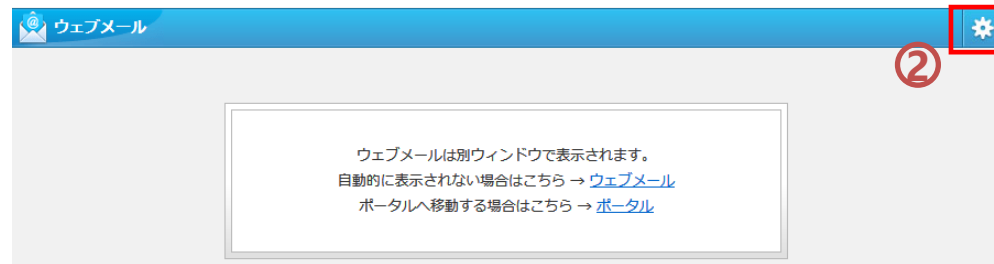 ウェブメール
②
ウェブメールは別ウィンドウで表示されます。
自動的に表示されない場合はこちら → ウェブメール
ポータルへ移動する場合はこちら → ポータル